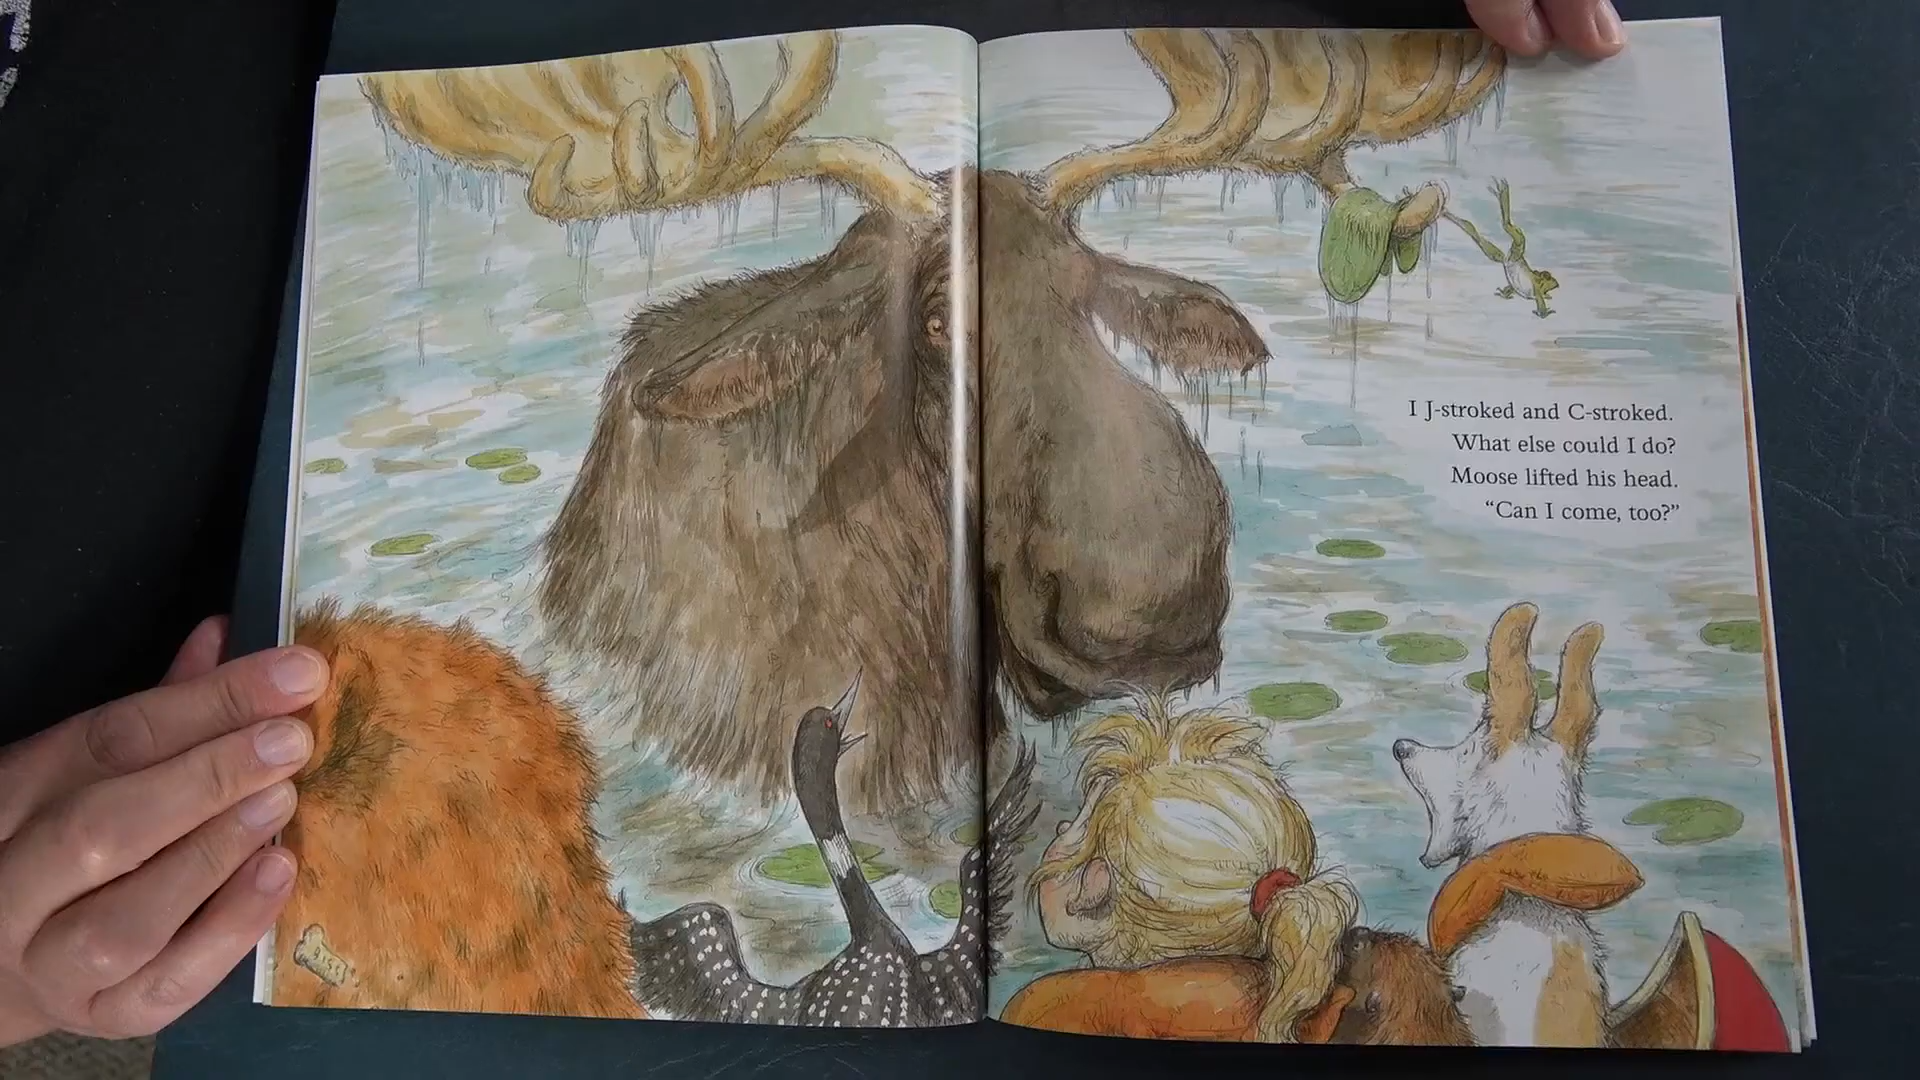 I J-stroked and C-stroked.
What else could I do?
Moose lifted his head.
“Can I come, too?”